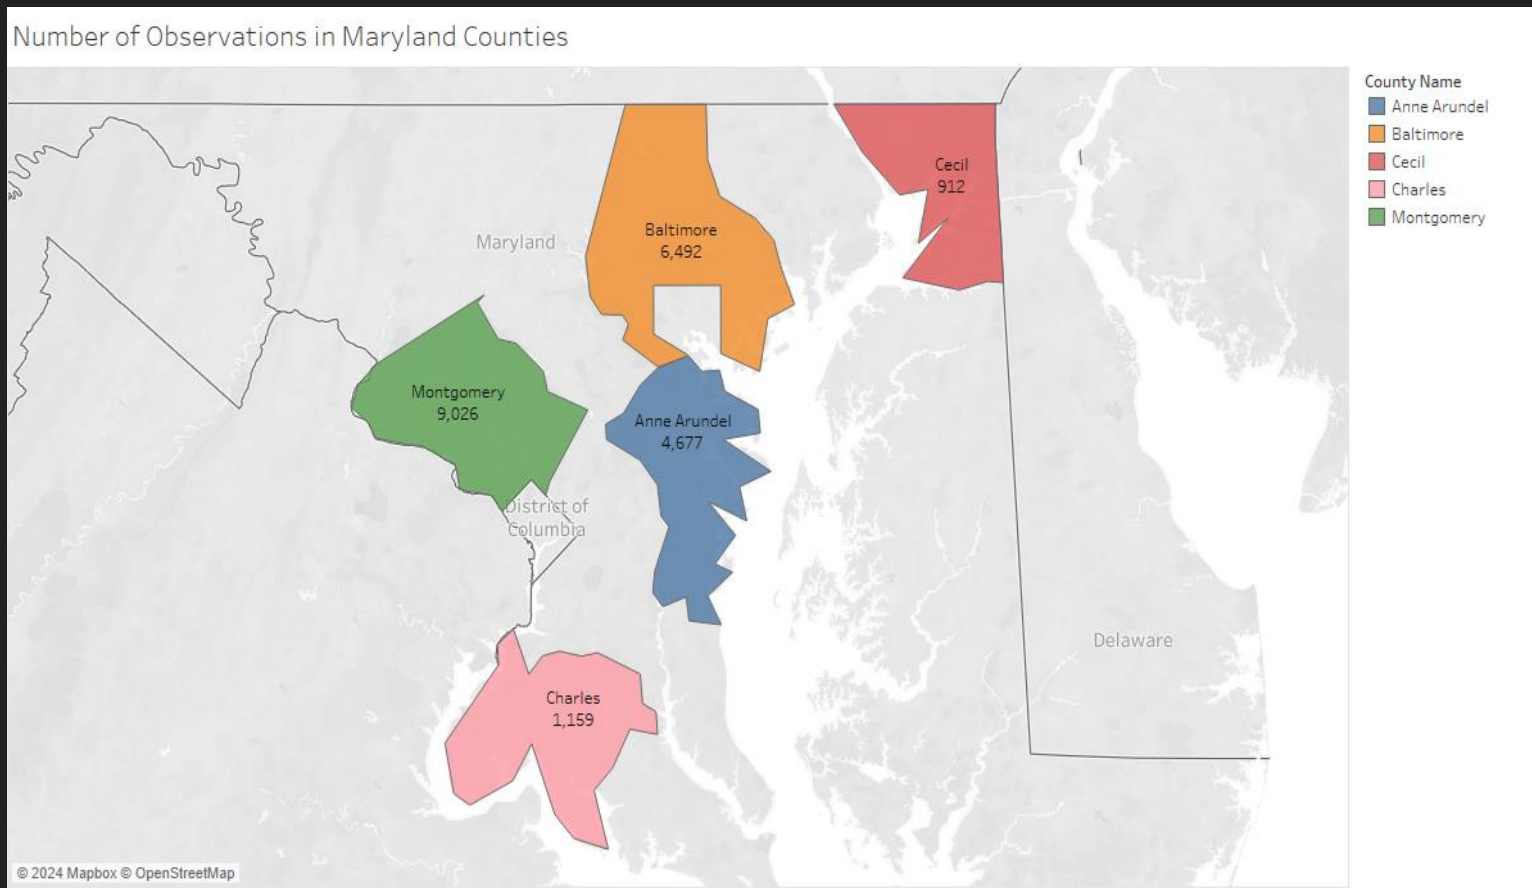 Number of Observations in Maryland Counties
County Name
Anne Arundel
Baltimore
Cecil
Charles
Montgomery
Cecil
912
Baltimore
6,492
Maryland
Montgomery
9,026
Anne Arundel
4,677
District of
Columbia
Delaware
Charles
1,159
© 2024 Mapbox © OpenStreetMap